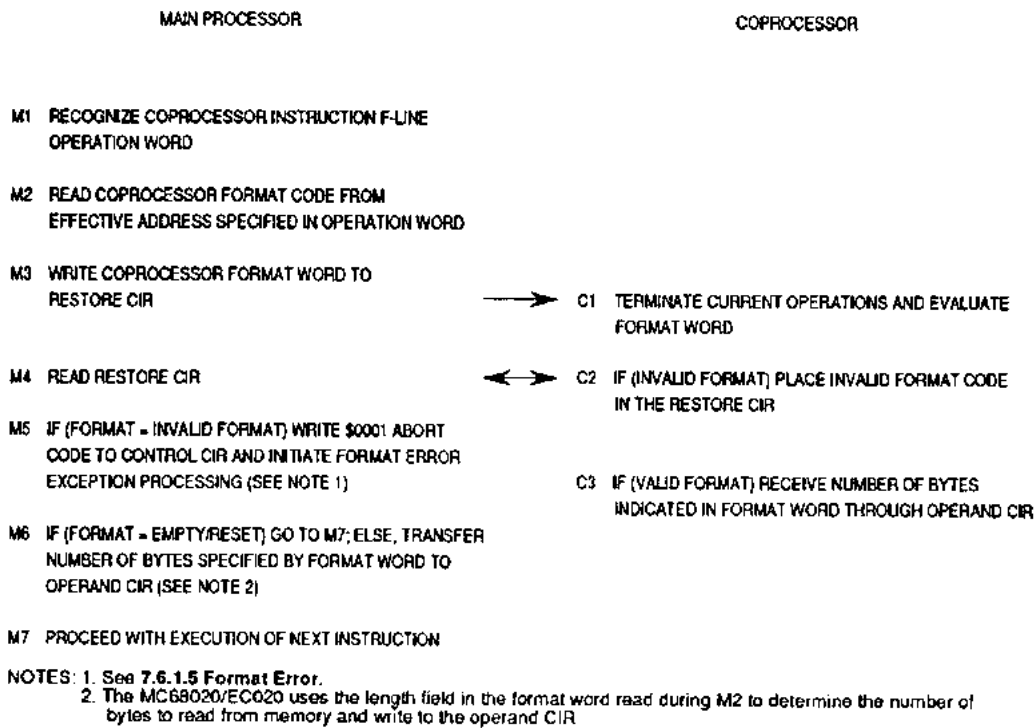 MAIN PROCESSOR
COPROCESSOR
M1 RECOGNIZE COPROCESSOR INSTRUCTION F-LINE
OPERATION WORD
M2 READ COPROCESSOR FORMAT CODE FROM
EFFECTIVE ADDRESS SPECIFIED IN OPERATION WORD
M3 WRITE COPROCESSOR FORMAT WORD TO
RESTORE CIR
C1 TERMINATE CURRENT OPERATIONS AND EVALUATE
FORMAT WORD
M4 READ RESTORE CIR
C2 IF (INVALID FORMAT) PLACE INVALID FORMAT CODE
IN THE RESTORE CIR
M5 IF (FORMAT = INVALID FORMAT) WRITE $0001 ABORT
CODE TO CONTROL CIR AND INITIATE FORMAT ERROR
EXCEPTION PROCESSING (SEE NOTE 1)
C3 IF (VALID FORMAT) RECEIVE NUMBER OF BYTES
INDICATED IN FORMAT WORD THROUGH OPERAND CIR
M6 IF (FORMAT = EMPTY/RESET) GO TO M7; ELSE, TRANSFER
NUMBER OF BYTES SPECIFIED BY FORMAT WORD TO
OPERAND CIR (SEE NOTE 2)
M7 PROCEED WITH EXECUTION OF NEXT INSTRUCTION
NOTES: 1. See 7.6.1.5 Format Error.
2. The MC68020/EC020 uses the length field in the format word read during M2 to determine the number of
bytes to read from memory and write to the operand CIR